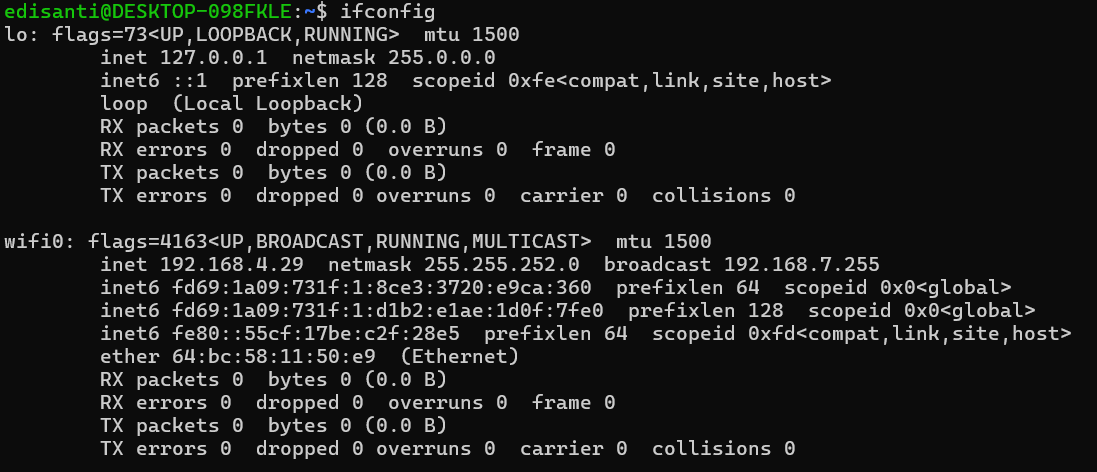 edisanti@DESKTOP-098FKLE:~$ ifconfig
lo: flags=73<UP,LOOPBACK,RUNNING>  mtu 1500
        inet 127.0.0.1  netmask 255.0.0.0
        inet6 ::1  prefixlen 128  scopeid 0xfe<compat,link,site,host>
        loop  (Local Loopback)
        RX packets 0  bytes 0 (0.0 B)
        RX errors 0  dropped 0  overruns 0  frame 0
        TX packets 0  bytes 0 (0.0 B)
        TX errors 0  dropped 0 overruns 0  carrier 0  collisions 0

wifi0: flags=4163<UP,BROADCAST,RUNNING,MULTICAST>  mtu 1500
        inet 192.168.4.29  netmask 255.255.252.0  broadcast 192.168.7.255
        inet6 fd69:1a09:731f:1:8ce3:3720:e9ca:360  prefixlen 64  scopeid 0x0<global>
        inet6 fd69:1a09:731f:1:d1b2:e1ae:1d0f:7fe0  prefixlen 128  scopeid 0x0<global>
        inet6 fe80::55cf:17be:c2f:28e5  prefixlen 64  scopeid 0xfd<compat,link,site,host>
        ether 64:bc:58:11:50:e9  (Ethernet)
        RX packets 0  bytes 0 (0.0 B)
        RX errors 0  dropped 0  overruns 0  frame 0
        TX packets 0  bytes 0 (0.0 B)
        TX errors 0  dropped 0 overruns 0  carrier 0  collisions 0